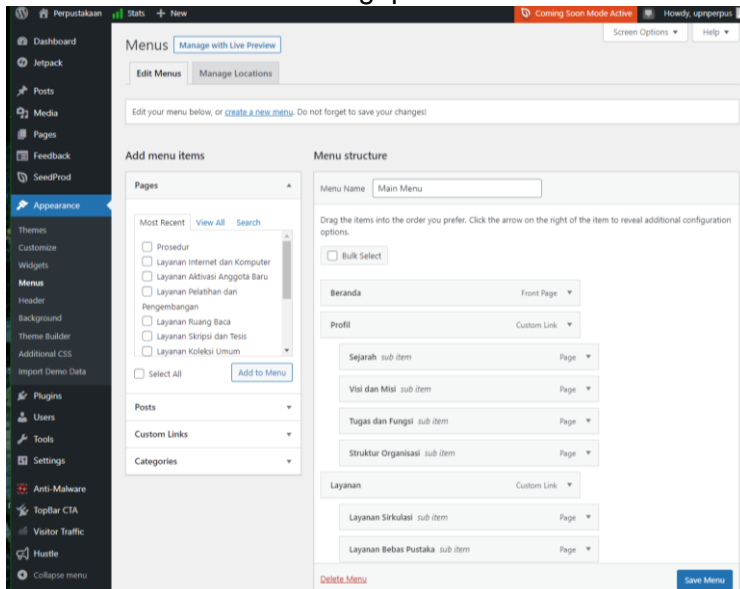 Perpustakaan Stats + New Coming Soon Mode Active Howdy, upnperpus
Screen Options ▼ Help ▼
Dashboard
Jetpack
Posts
Media
Pages
Feedback
SeedProd
Appearance
Themes
Customize
Widgets
Menus
Header
Background
Theme Builder
Additional CSS
Import Demo Data
Plugins
Users
Tools
Settings
Anti-Malware
TopBar CTA
Visitor Traffic
Hustle
Collapse menu
Menus Manage with Live Preview
Edit Menus Manage Locations
Edit your menu below, or create a new menu. Do not forget to save your changes!
Add menu items
Pages
Most Recent View All Search
Prosedur
Layanan Internet dan Komputer
Layanan Aktivasi Anggota Baru
Layanan Pelatihan dan
Pengembangan
Layanan Ruang Baca
Layanan Skripsi dan Tesis
Layanan Koleksi Umum
Select All Add to Menu
Posts
Custom Links
Categories
Menu structure
Menu Name Main Menu
Drag the items into the order you prefer. Click the arrow on the right of the item to reveal additional configuration
options.
Bulk Select
Beranda Front Page
Profil Custom Link
Sejarah sub item Page
Visi dan Misi sub item Page
Tugas dan Fungsi sub item Page
Struktur Organisasi sub item Page
Layanan Custom Link
Layanan Sirkulasi sub item Page
Layanan Bebas Pustaka sub item Page
Delete Menu Save Menu